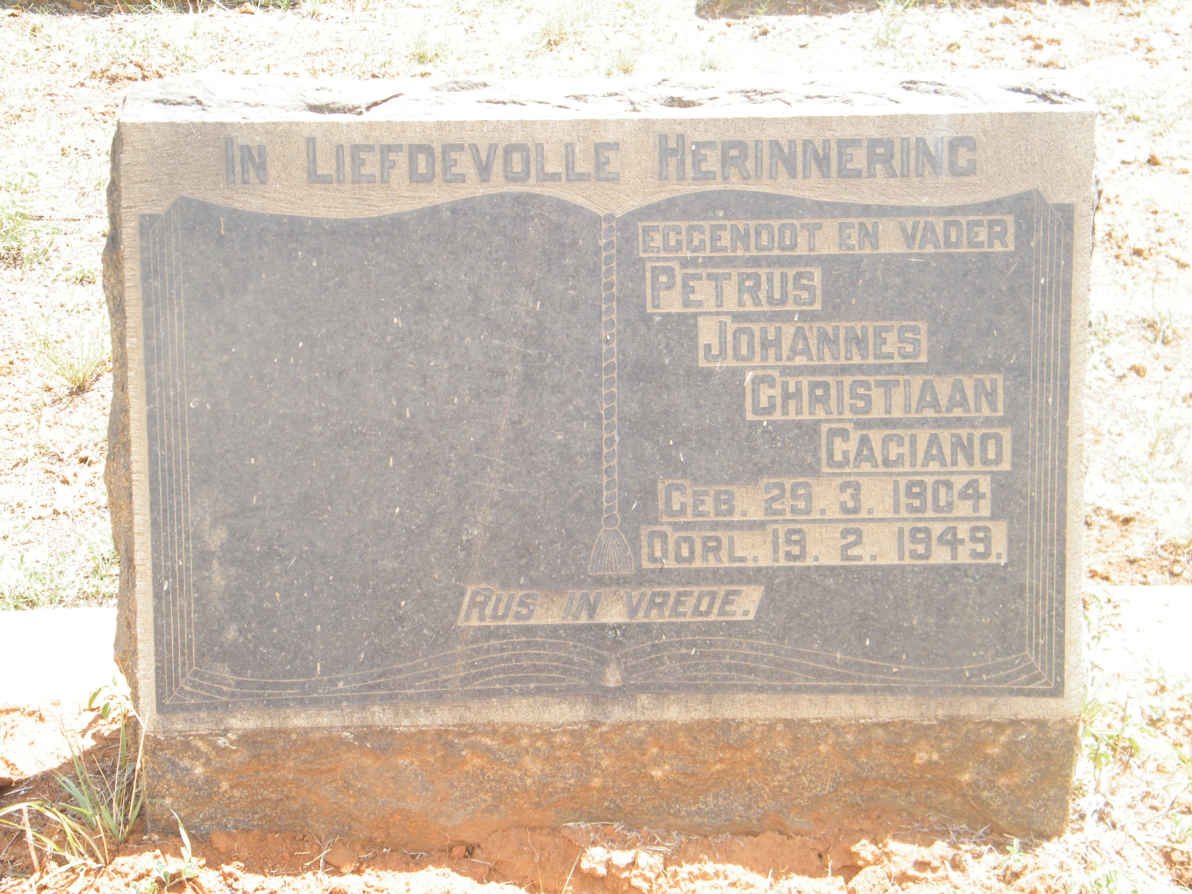 IN LIEFDEVOLLE HERINNERING
EGGENOOT EN VADER
PETRUS
JOHANNES
CHRISTIAAN
GAGIANO
GEB. 29. 3. 1904
OORL. 19. 2. 1949.
RUS IN VREDE.